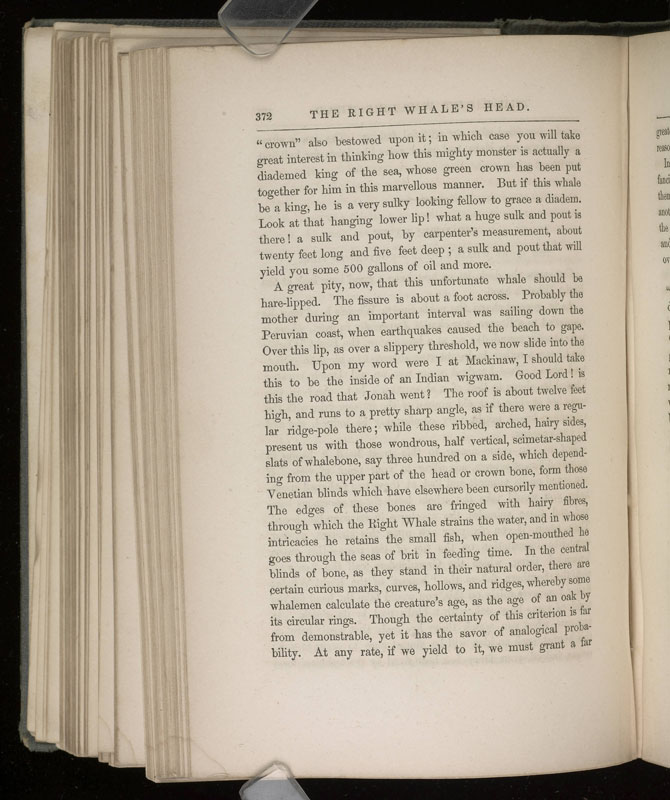 372 THE RIGHT WHALE'S HEAD.
"crown" also bestowed upon it; in which case you will take
great interest in thinking how this mighty monster is actually a
diademed king of the sea, whose green crown has been put
together for him in this marvellous manner. But if this whale
be a king, he is a very sulky looking fellow to grace a diadem.
Look at that hanging lower lip! what a huge sulk and pout is
there! a sulk and pout, by carpenter's measurement, about
twenty feet long and five feet deep; a sulk and pout that will
yield you some 500 gallons of oil and more.
A great pity, now, that this unfortunate whale should be
hare-lipped. The fissure is about a foot across. Probably the
mother during an important interval was sailing down the
Peruvian coast, when earthquakes caused the beach to gape.
Over this lip, as over a slippery threshold, we now slide into the
mouth. Upon my word were I at Mackinaw, I should take
this to be the inside of an Indian wigwam. Good Lord! is
this the road that Jonah went? The roof is about twelve feet
high, and runs to a pretty sharp angle, as if there were a regu-
lar ridge-pole there; while these ribbed, arched, hairy sides,
present us with those wondrous, half vertical, scimetar-shaped
slats of whalebone, say three hundred on a side, which depend-
ing from the upper part of the head or crown bone, form those
Venetian blinds which have elsewhere been cursorily mentioned.
The edges of these bones are fringed with hairy fibres,
through which the Right Whale strains the water, and in whose
intricacies he retains the small fish, when open-mouthed he
goes through the seas of brit in feeding time. In the central
blinds of bone, as they stand in their natural order, there are
certain curious marks, curves, hollows, and ridges, whereby some
whalemen calculate the creature's age, as the age of an oak by
its circular rings. Though the certainty of this criterion is far
from demonstrable, yet it has the savor of analogical proba-
bility. At any rate, if we yield to it, we must grant a far